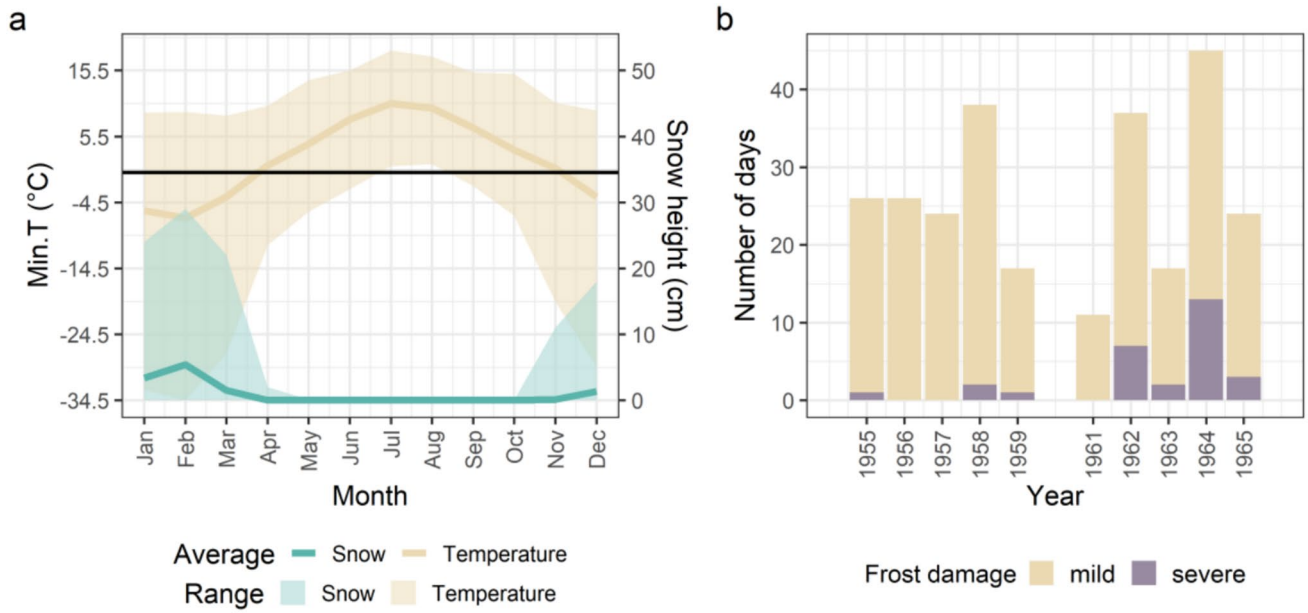 a
Min.T (°C)
15.5
5.5
-4.5
-14.5
-24.5
-34.5
50
40
30
20
10
0
Snow height (cm)
Jan
Feb
Mar
Apr
May
Jun
Jul
Aug
Sep
Oct
Nov
Dec
Month
Average Snow Temperature
Range Snow Temperature
b
Number of days
40
30
20
10
0
1955
1956
1957
1958
1959
1961
1962
1963
1964
1965
Year
Frost damage mild severe